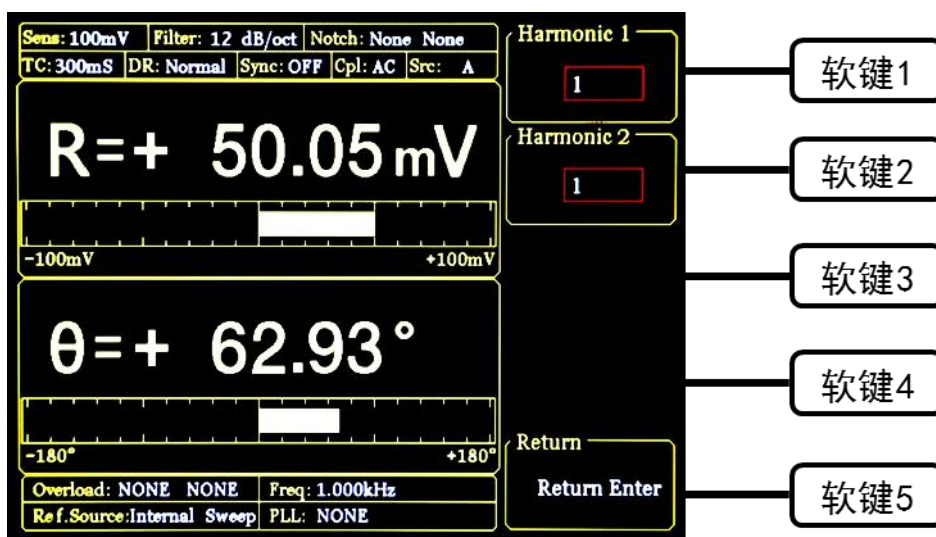 Sens: 100mV Filter: 12 dB/oct Notch: None None
TC: 300mS DR: Normal Sync: OFF Cpl: AC Src: A
R=+ 50.05 mV
-100mV +100mV
θ=+ 62.93°
-180° +180°
Overload: NONE NONE Freq: 1.000kHz
Ref.Source:Internal Sweep PLL: NONE
Harmonic 1
1
Harmonic 2
1
Return
Return Enter
软键1
软键2
软键3
软键4
软键5